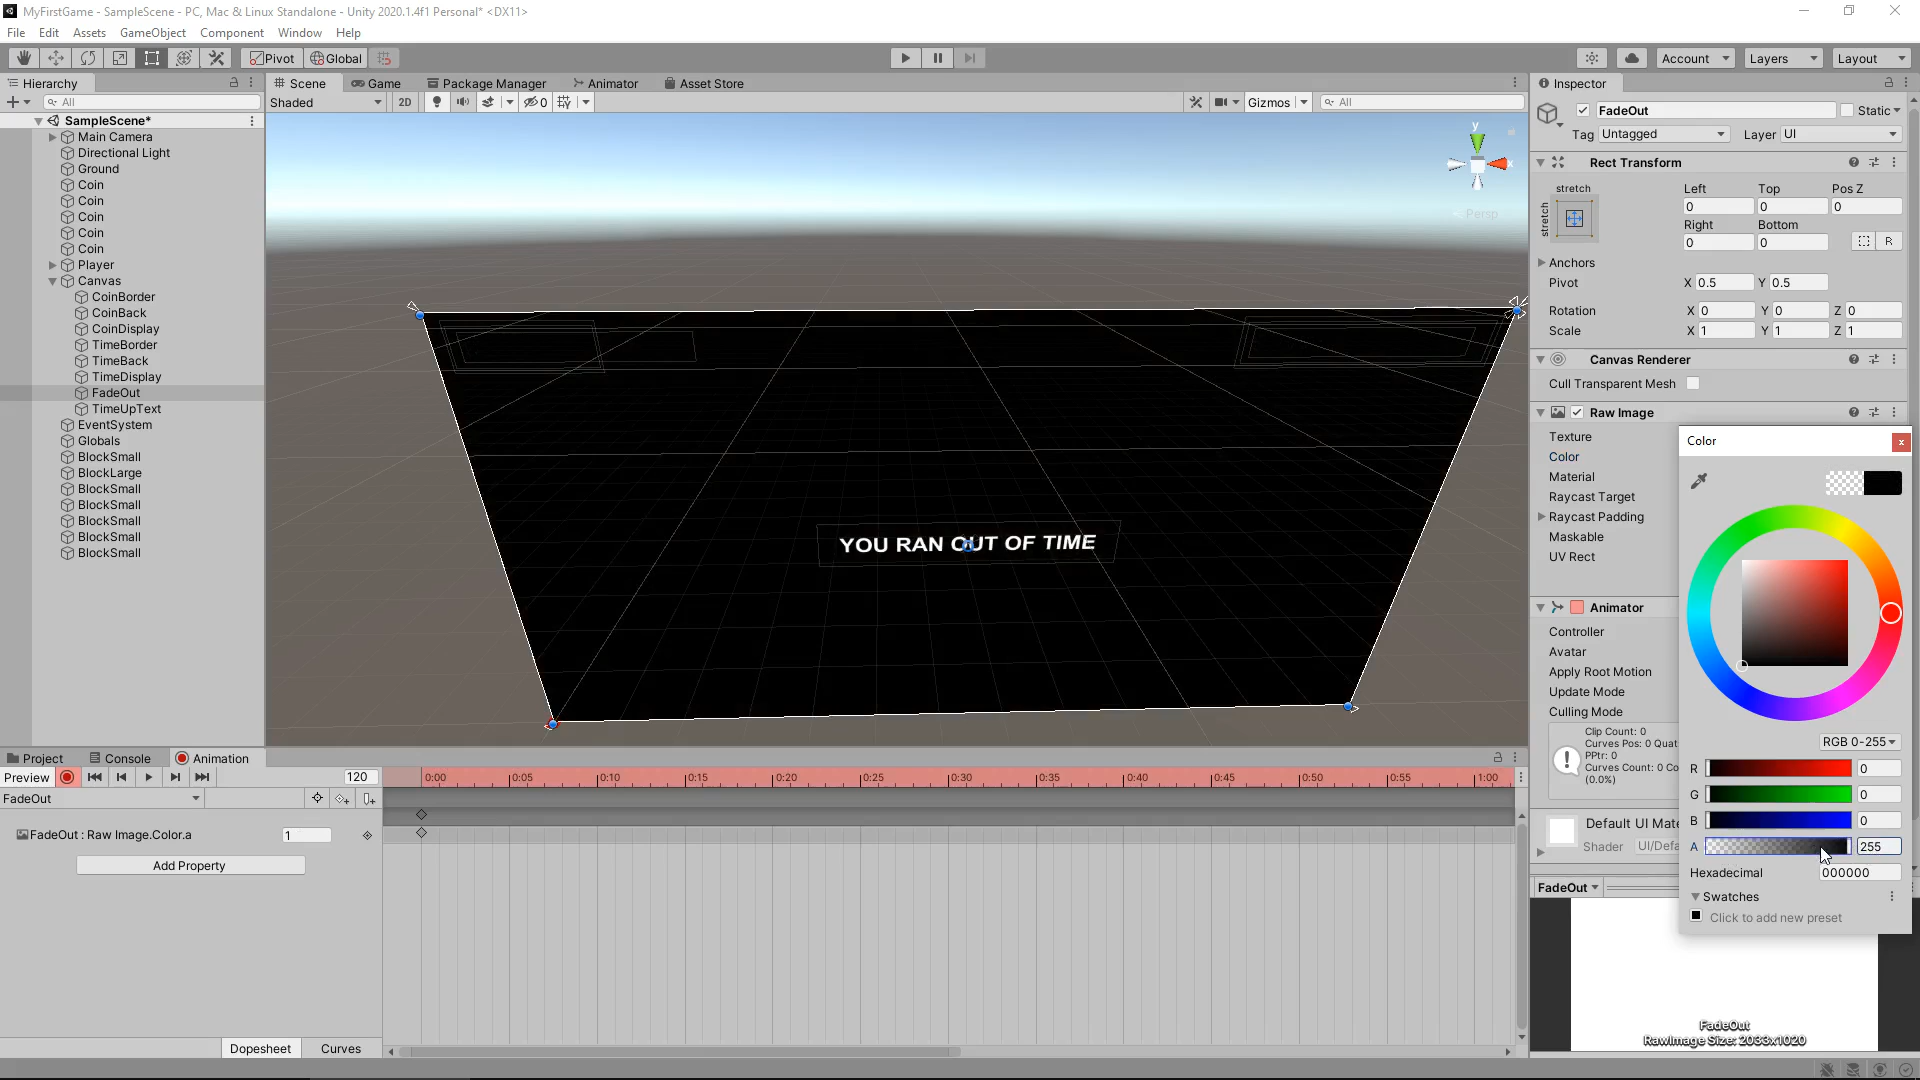 MyFirstGame - SampleScene - PC, Mac & Linux Standalone - Unity 2020.1.4f1 Personal* <DX11>
File Edit Assets GameObject Component Window Help
Pivot Global Account Layers Layout
Hierarchy Scene Game Package Manager Animator Asset Store Inspector
All Shaded 2D 0 Gizmos All
SampleScene*
Main Camera
Directional Light
Ground
Coin
Coin
Coin
Coin
Coin
Player
Canvas
CoinBorder
CoinBack
CoinDisplay
TimeBorder
TimeBack
TimeDisplay
FadeOut
TimeUpText
EventSystem
Globals
BlockSmall
BlockLarge
BlockSmall
BlockSmall
BlockSmall
BlockSmall
BlockSmall
y
x
Persp
YOU RAN OUT OF TIME
FadeOut Static
Tag Untagged Layer UI
Rect Transform
stretch
stretch
Left Top Pos Z
0 0 0
Right Bottom
0 0 R
Anchors
Pivot X 0.5 Y 0.5
Rotation X 0 Y 0 Z 0
Scale X 1 Y 1 Z 1
Canvas Renderer
Cull Transparent Mesh
Raw Image
Texture
Color
Material
Raycast Target
Raycast Padding
Maskable
UV Rect
Animator
Controller
Avatar
Apply Root Motion
Update Mode
Culling Mode
Clip Count: 0
Curves Pos: 0 Quat
PPtr: 0
Curves Count: 0 Co
(0.0%)
Default UI Mate
Shader UI/Defa
FadeOut
FadeOut
RawImage Size: 2033x1020
Color x
RGB 0-255
R 0
G 0
B 0
A 255
Hexadecimal 000000
Swatches
Click to add new preset
Project Console Animation
Preview 120 0:00 0:05 0:10 0:15 0:20 0:25 0:30 0:35 0:40 0:45 0:50 0:55 1:00
FadeOut
FadeOut : Raw Image.Color.a 1
Add Property
Dopesheet Curves